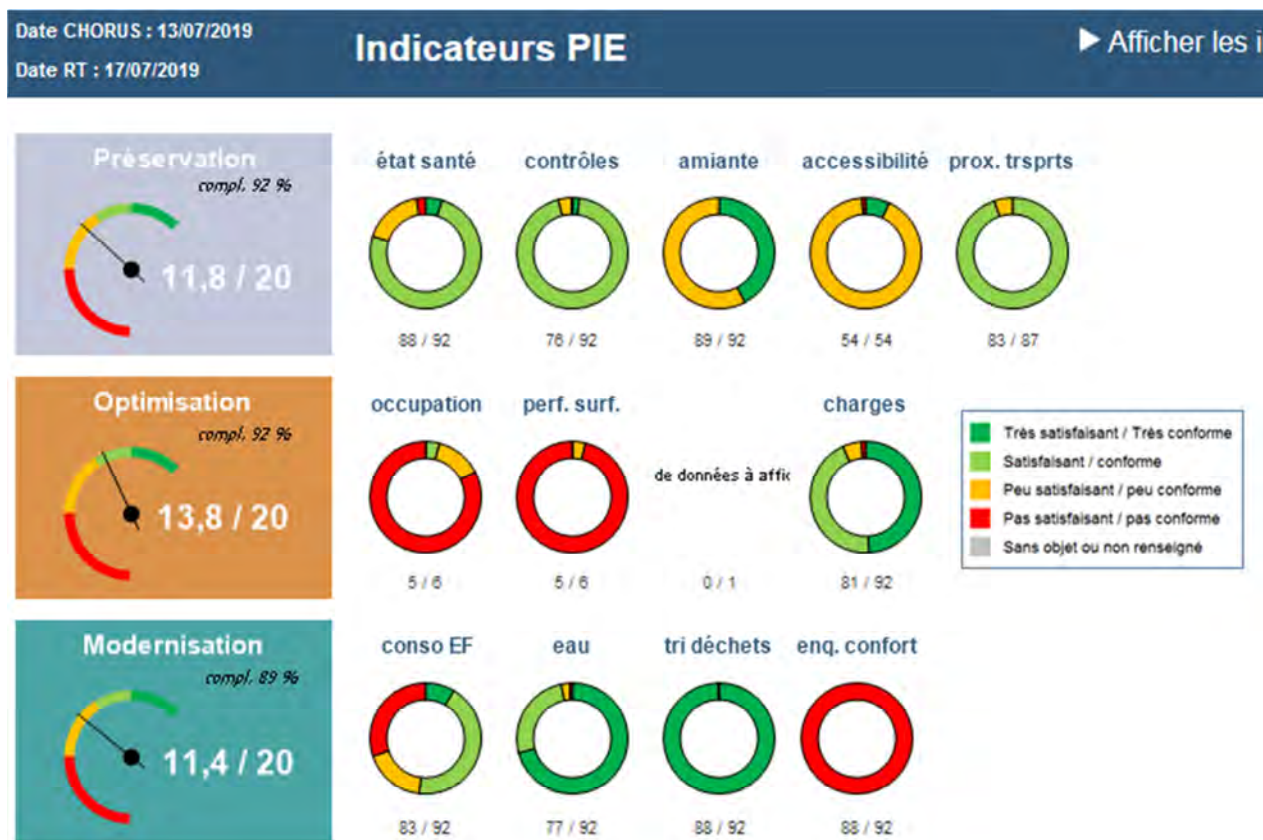 Date CHORUS : 13/07/2019
Date RT : 17/07/2019
Indicateurs PIE
▶ Afficher les i
Préservation
compl. 92 %
11,8 / 20
état santé
contrôles
amiante
accessibilité
prox. trsprts
88 / 92
76 / 92
89 / 92
54 / 54
83 / 87
Optimisation
compl. 92 %
13,8 / 20
occupation
perf. surf.
de données à affic
charges
5 / 6
5 / 6
0 / 1
81 / 92
Très satisfaisant / Très conforme
Satisfaisant / conforme
Peu satisfaisant / peu conforme
Pas satisfaisant / pas conforme
Sans objet ou non renseigné
Modernisation
compl. 89 %
11,4 / 20
conso EF
eau
tri déchets
enq. confort
83 / 92
77 / 92
88 / 92
88 / 92